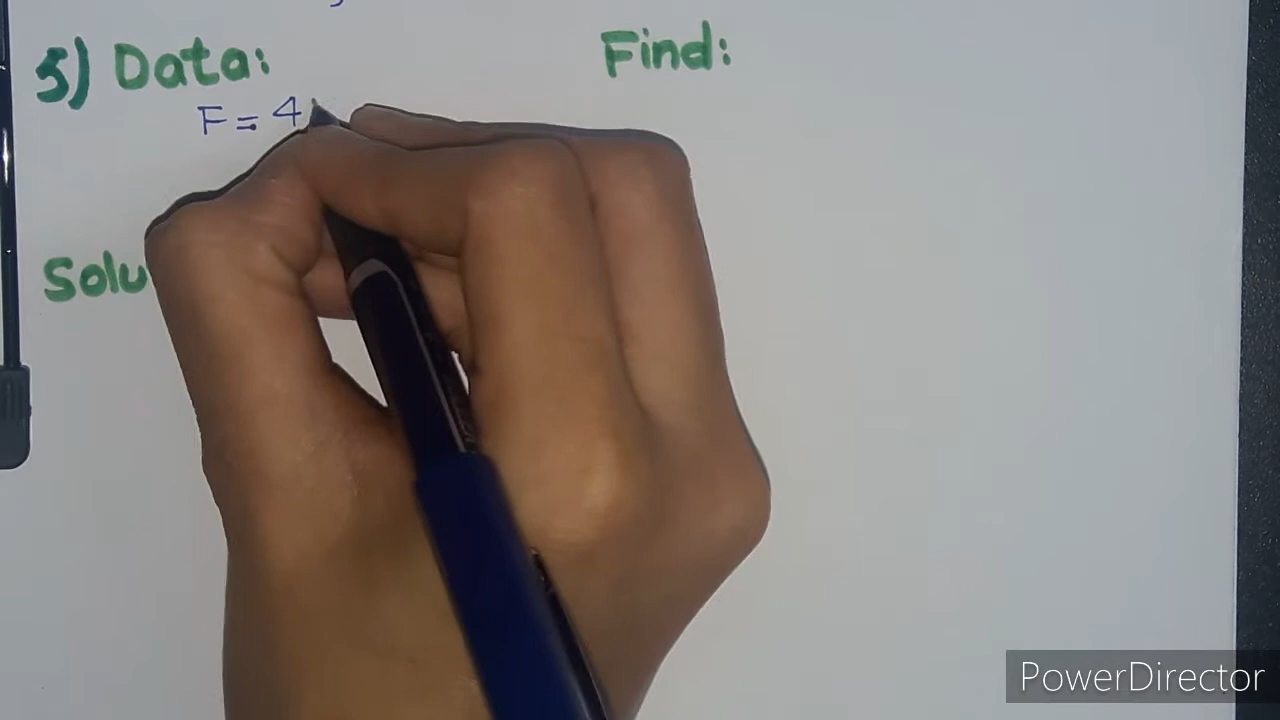 5) Data: Find:
F = 4
Solu
PowerDirector